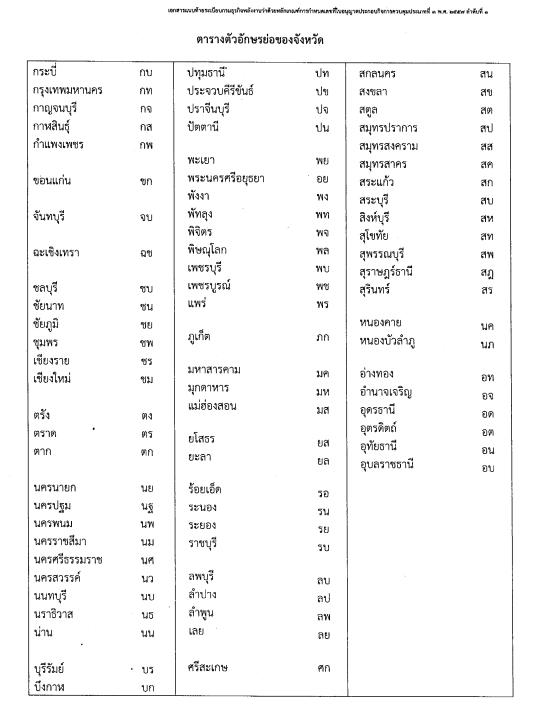 เอกสารแนบท้ายระเบียบกรมธุรกิจพลังงานว่าด้วยหลักเกณฑ์การกำหนดเลขที่ใบอนุญาตประกอบกิจการควบคุมประเภทที่ ๓ พ.ศ. ๒๕๕๗ ลำดับที่ ๑
ตารางตัวอักษรย่อของจังหวัด
กระบี่ กบ
กรุงเทพมหานคร กท
กาญจนบุรี กจ
กาฬสินธุ์ กส
กำแพงเพชร กพ
ขอนแก่น ขก
จันทบุรี จบ
ฉะเชิงเทรา ฉช
ชลบุรี ชบ
ชัยนาท ชน
ชัยภูมิ ชย
ชุมพร ชพ
เชียงราย ชร
เชียงใหม่ ชม
ตรัง ตง
ตราด ตร
ตาก ตก
นครนายก นย
นครปฐม นฐ
นครพนม นพ
นครราชสีมา นม
นครศรีธรรมราช นศ
นครสวรรค์ นว
นนทบุรี นบ
นราธิวาส นธ
น่าน นน
บุรีรัมย์ บร
บึงกาฬ บก
ปทุมธานี ปท
ประจวบคีรีขันธ์ ปข
ปราจีนบุรี ปจ
ปัตตานี ปน
พะเยา พย
พระนครศรีอยุธยา อย
พังงา พง
พัทลุง พท
พิจิตร พจ
พิษณุโลก พล
เพชรบุรี พบ
เพชรบูรณ์ พช
แพร่ พร
ภูเก็ต ภก
มหาสารคาม มค
มุกดาหาร มห
แม่ฮ่องสอน มส
ยโสธร ยส
ยะลา ยล
ร้อยเอ็ด รอ
ระนอง รน
ระยอง รย
ราชบุรี รบ
ลพบุรี ลบ
ลำปาง ลป
ลำพูน ลพ
เลย ลย
ศรีสะเกษ ศก
สกลนคร สน
สงขลา สข
สตูล สต
สมุทรปราการ สป
สมุทรสงคราม สส
สมุทรสาคร สค
สระแก้ว สก
สระบุรี สบ
สิงห์บุรี สห
สุโขทัย สท
สุพรรณบุรี สพ
สุราษฎร์ธานี สฎ
สุรินทร์ สร
หนองคาย นค
หนองบัวลำภู นภ
อ่างทอง อท
อำนาจเจริญ อจ
อุดรธานี อด
อุตรดิตถ์ อต
อุทัยธานี อน
อุบลราชธานี อบ